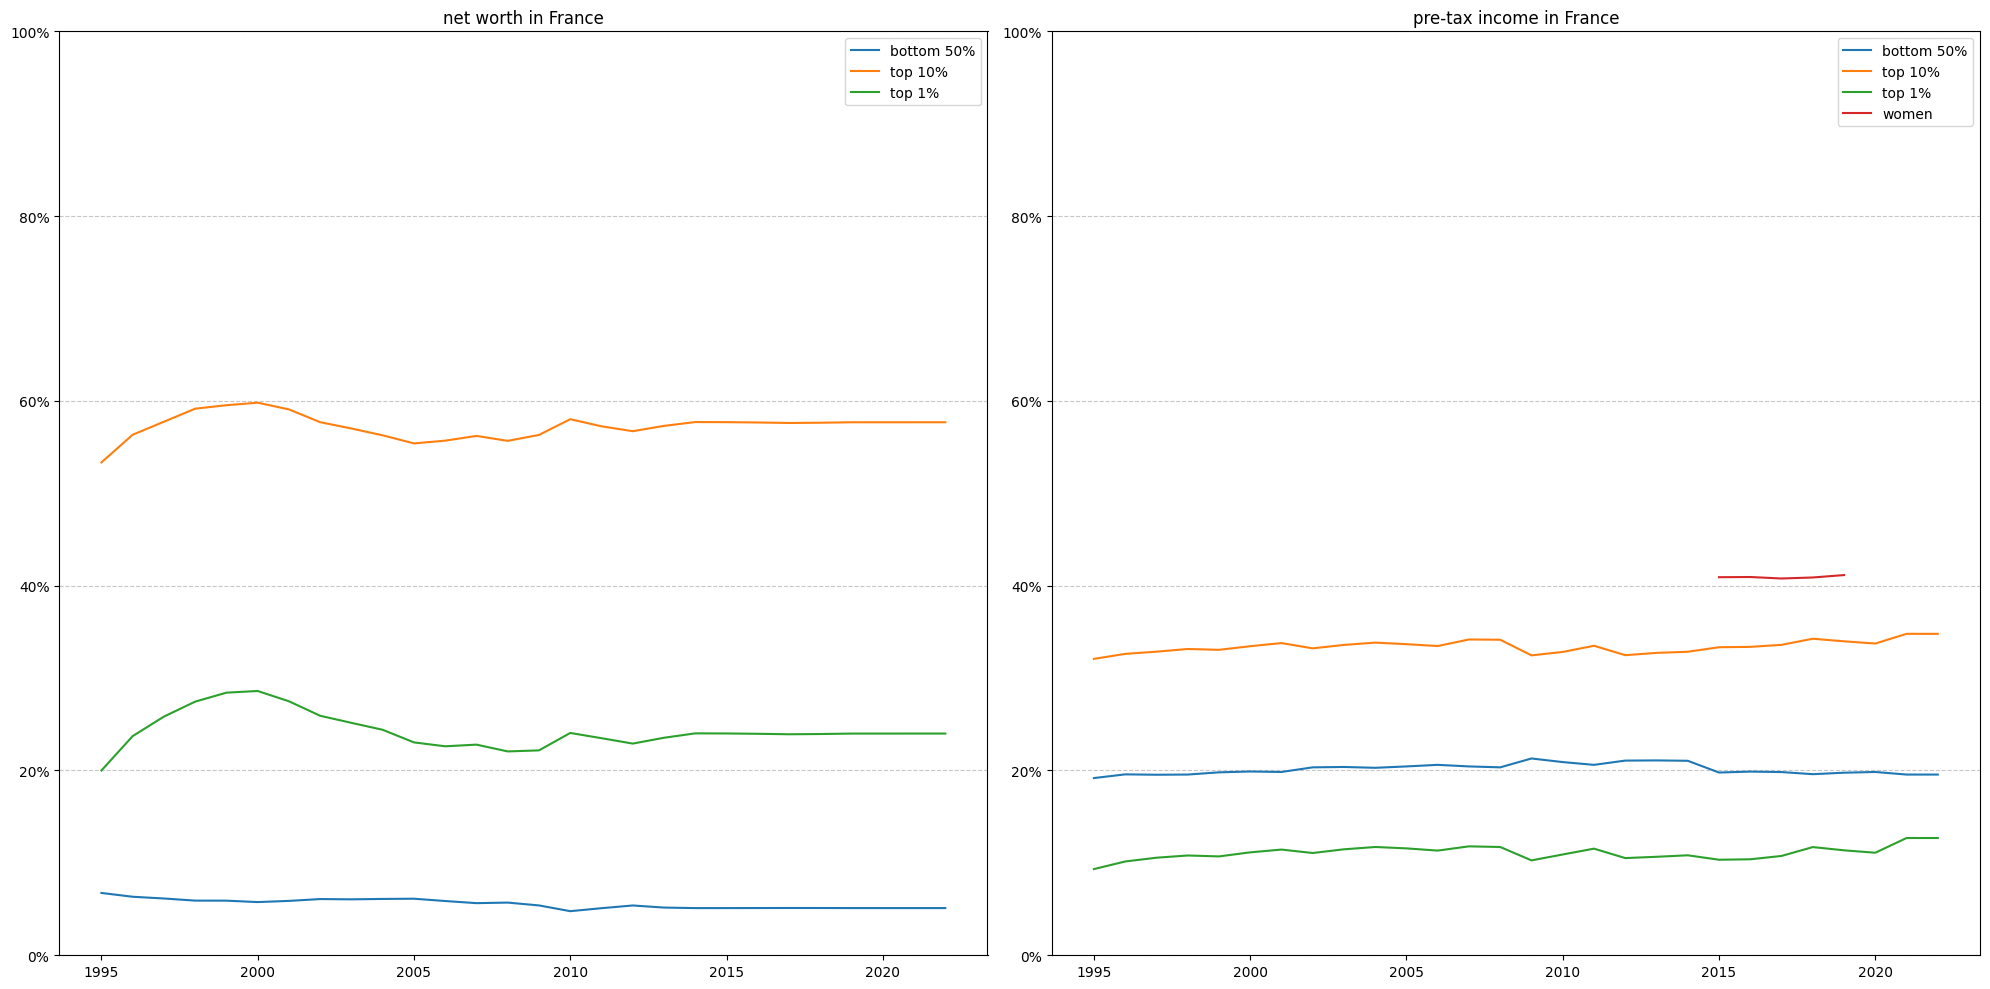 net worth in France
100%
80%
60%
40%
20%
0%
1995 2000 2005 2010 2015 2020
bottom 50%
top 10%
top 1%
pre-tax income in France
100%
80%
60%
40%
20%
0%
1995 2000 2005 2010 2015 2020
bottom 50%
top 10%
top 1%
women